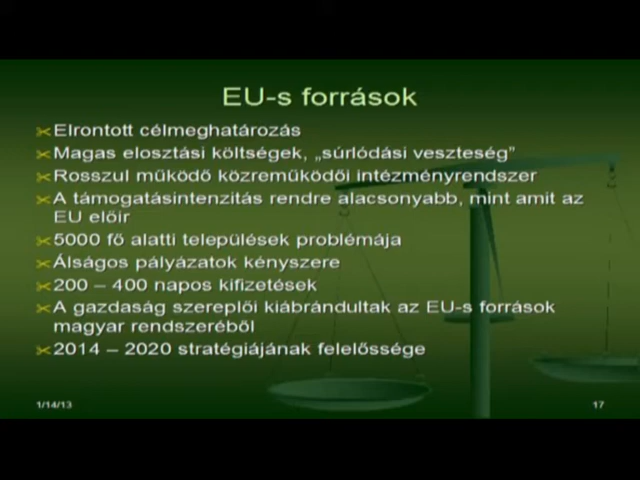 EU-s források
Elrontott célmeghatározás
Magas elosztási költségek, „súrlódási veszteség”
Rosszul működő közreműködői intézményrendszer
A támogatásintenzitás rendre alacsonyabb, mint amit az
EU előir
5000 fő alatti települések problémája
Álságos pályázatok kényszere
200 – 400 napos kifizetések
A gazdaság szereplői kiábrándultak az EU-s források
magyar rendszeréből
2014 – 2020 stratégiájának felelőssége
1/14/13
17